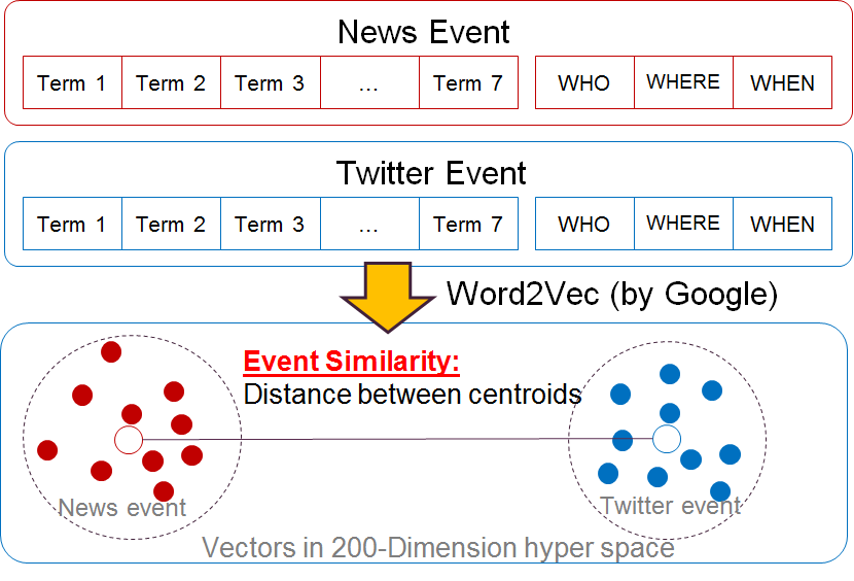 News Event
Term 1 Term 2 Term 3 ... Term 7 WHO WHERE WHEN
Twitter Event
Term 1 Term 2 Term 3 ... Term 7 WHO WHERE WHEN
Word2Vec (by Google)
Event Similarity:
Distance between centroids
News event Twitter event
Vectors in 200-Dimension hyper space